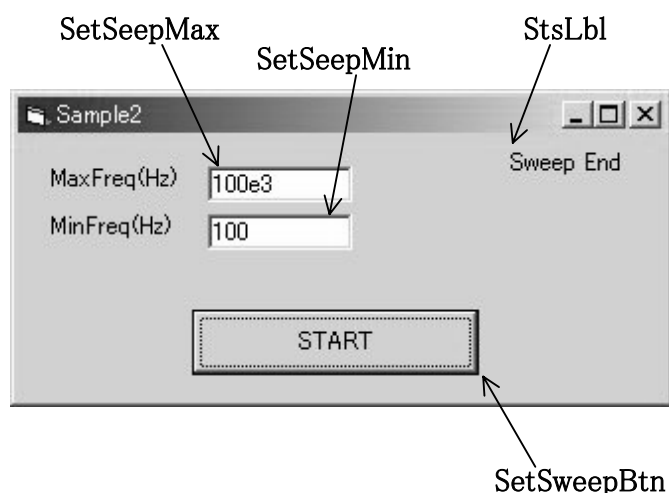 SetSeepMax
StsLbl
SetSeepMin
Sample2
Sweep End
MaxFreq(Hz)
100e3
MinFreq(Hz)
100
START
SetSweepBtn